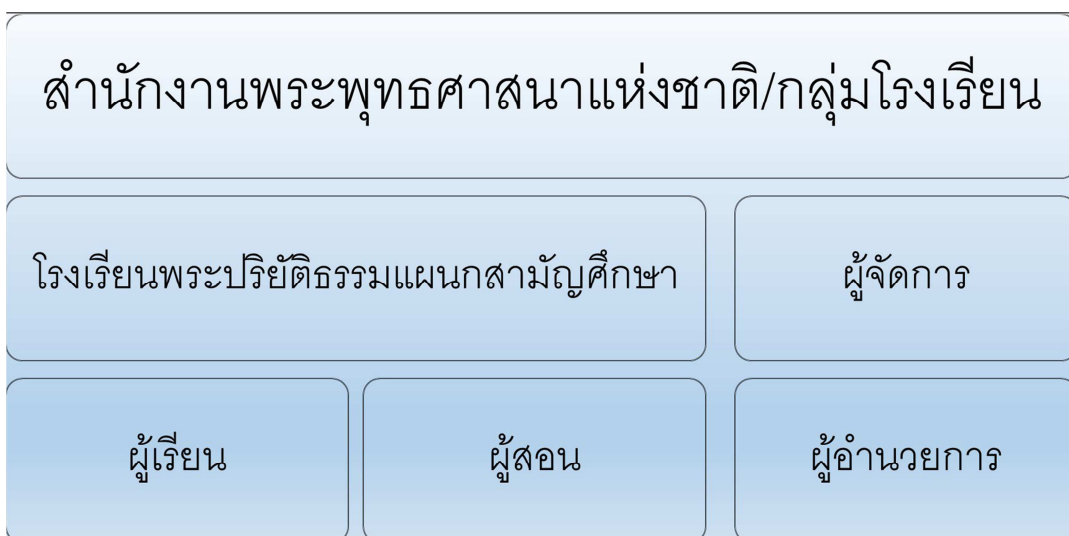 สำนักงานพระพุทธศาสนาแห่งชาติ/กลุ่มโรงเรียน
โรงเรียนพระปริยัติธรรมแผนกสามัญศึกษา
ผู้จัดการ
ผู้เรียน
ผู้สอน
ผู้อำนวยการ